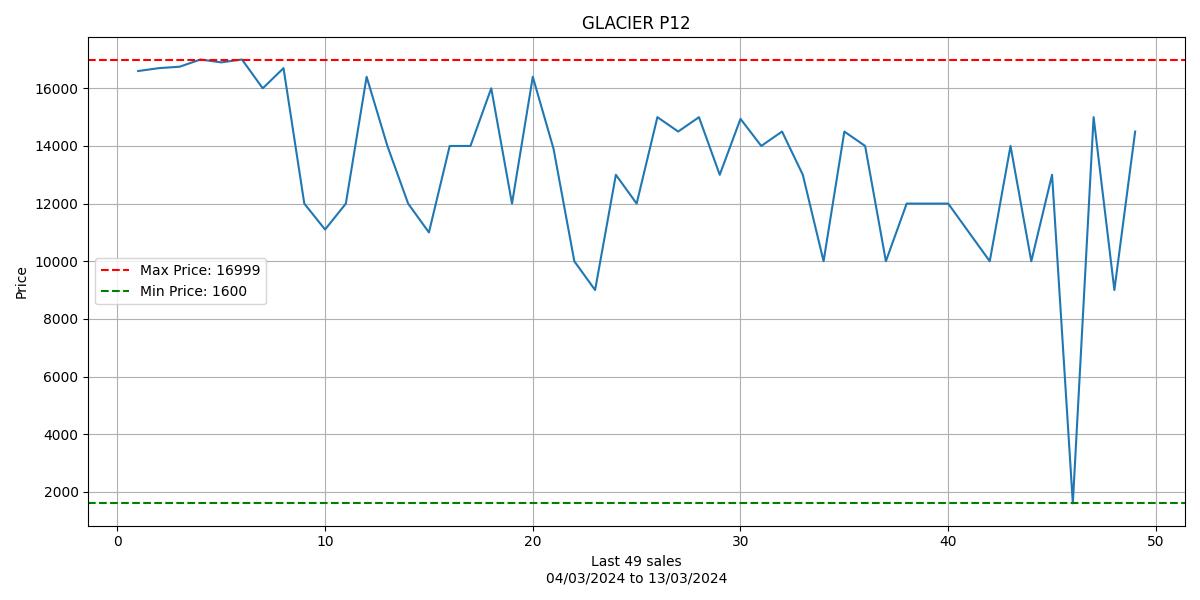 GLACIER P12
Price
16000
14000
12000
10000
8000
6000
4000
2000
Max Price: 16999
Min Price: 1600
0 10 20 30 40 50
Last 49 sales
04/03/2024 to 13/03/2024